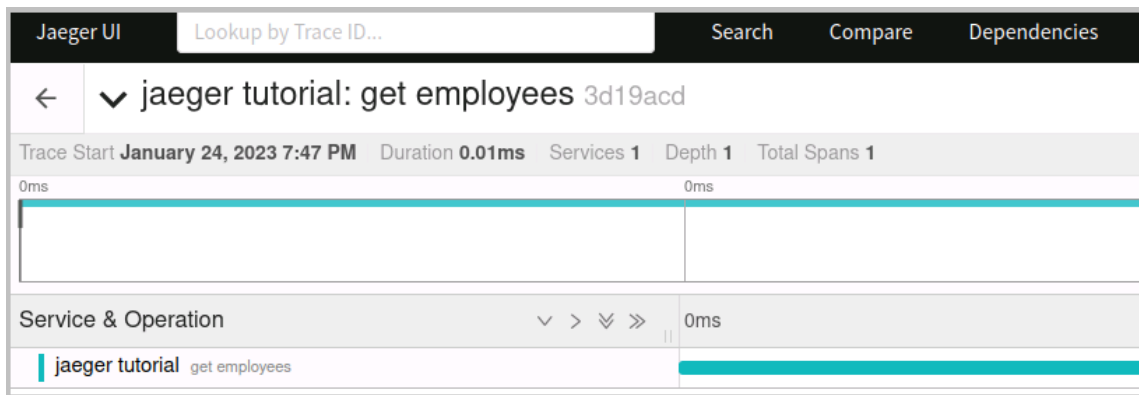 Jaeger UI Lookup by Trace ID... Search Compare Dependencies
jaeger tutorial: get employees 3d19acd
Trace Start January 24, 2023 7:47 PM Duration 0.01ms Services 1 Depth 1 Total Spans 1
0ms 0ms
Service & Operation 0ms
jaeger tutorial get employees